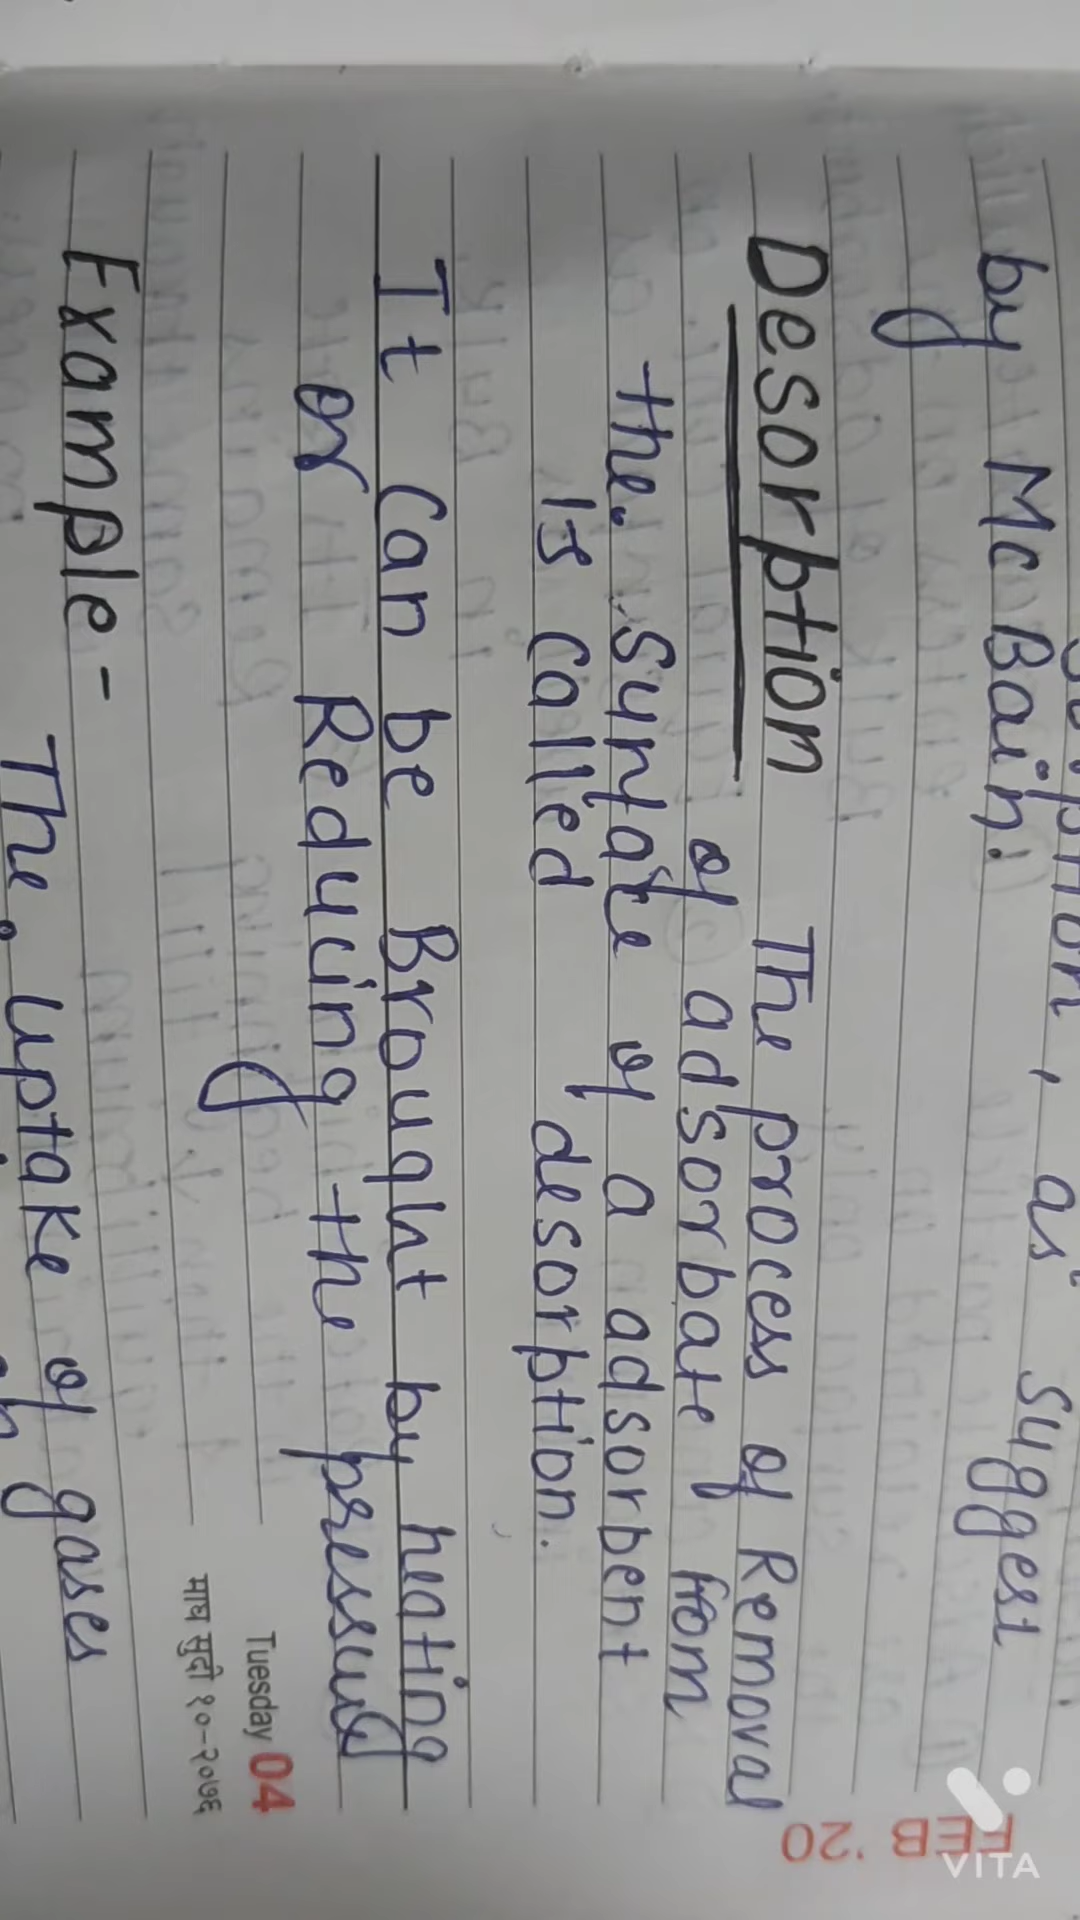 , as suggest
by McBain.
Desorption The process of Removal
of adsorbate from
the surface of a adsorbent
is called desorption.
It Can be Brought by heating
or Reducing the pressure
Example - The uptake of gases
FEB '20
Tuesday 04
माघ सुदी १०-२०७६
VITA